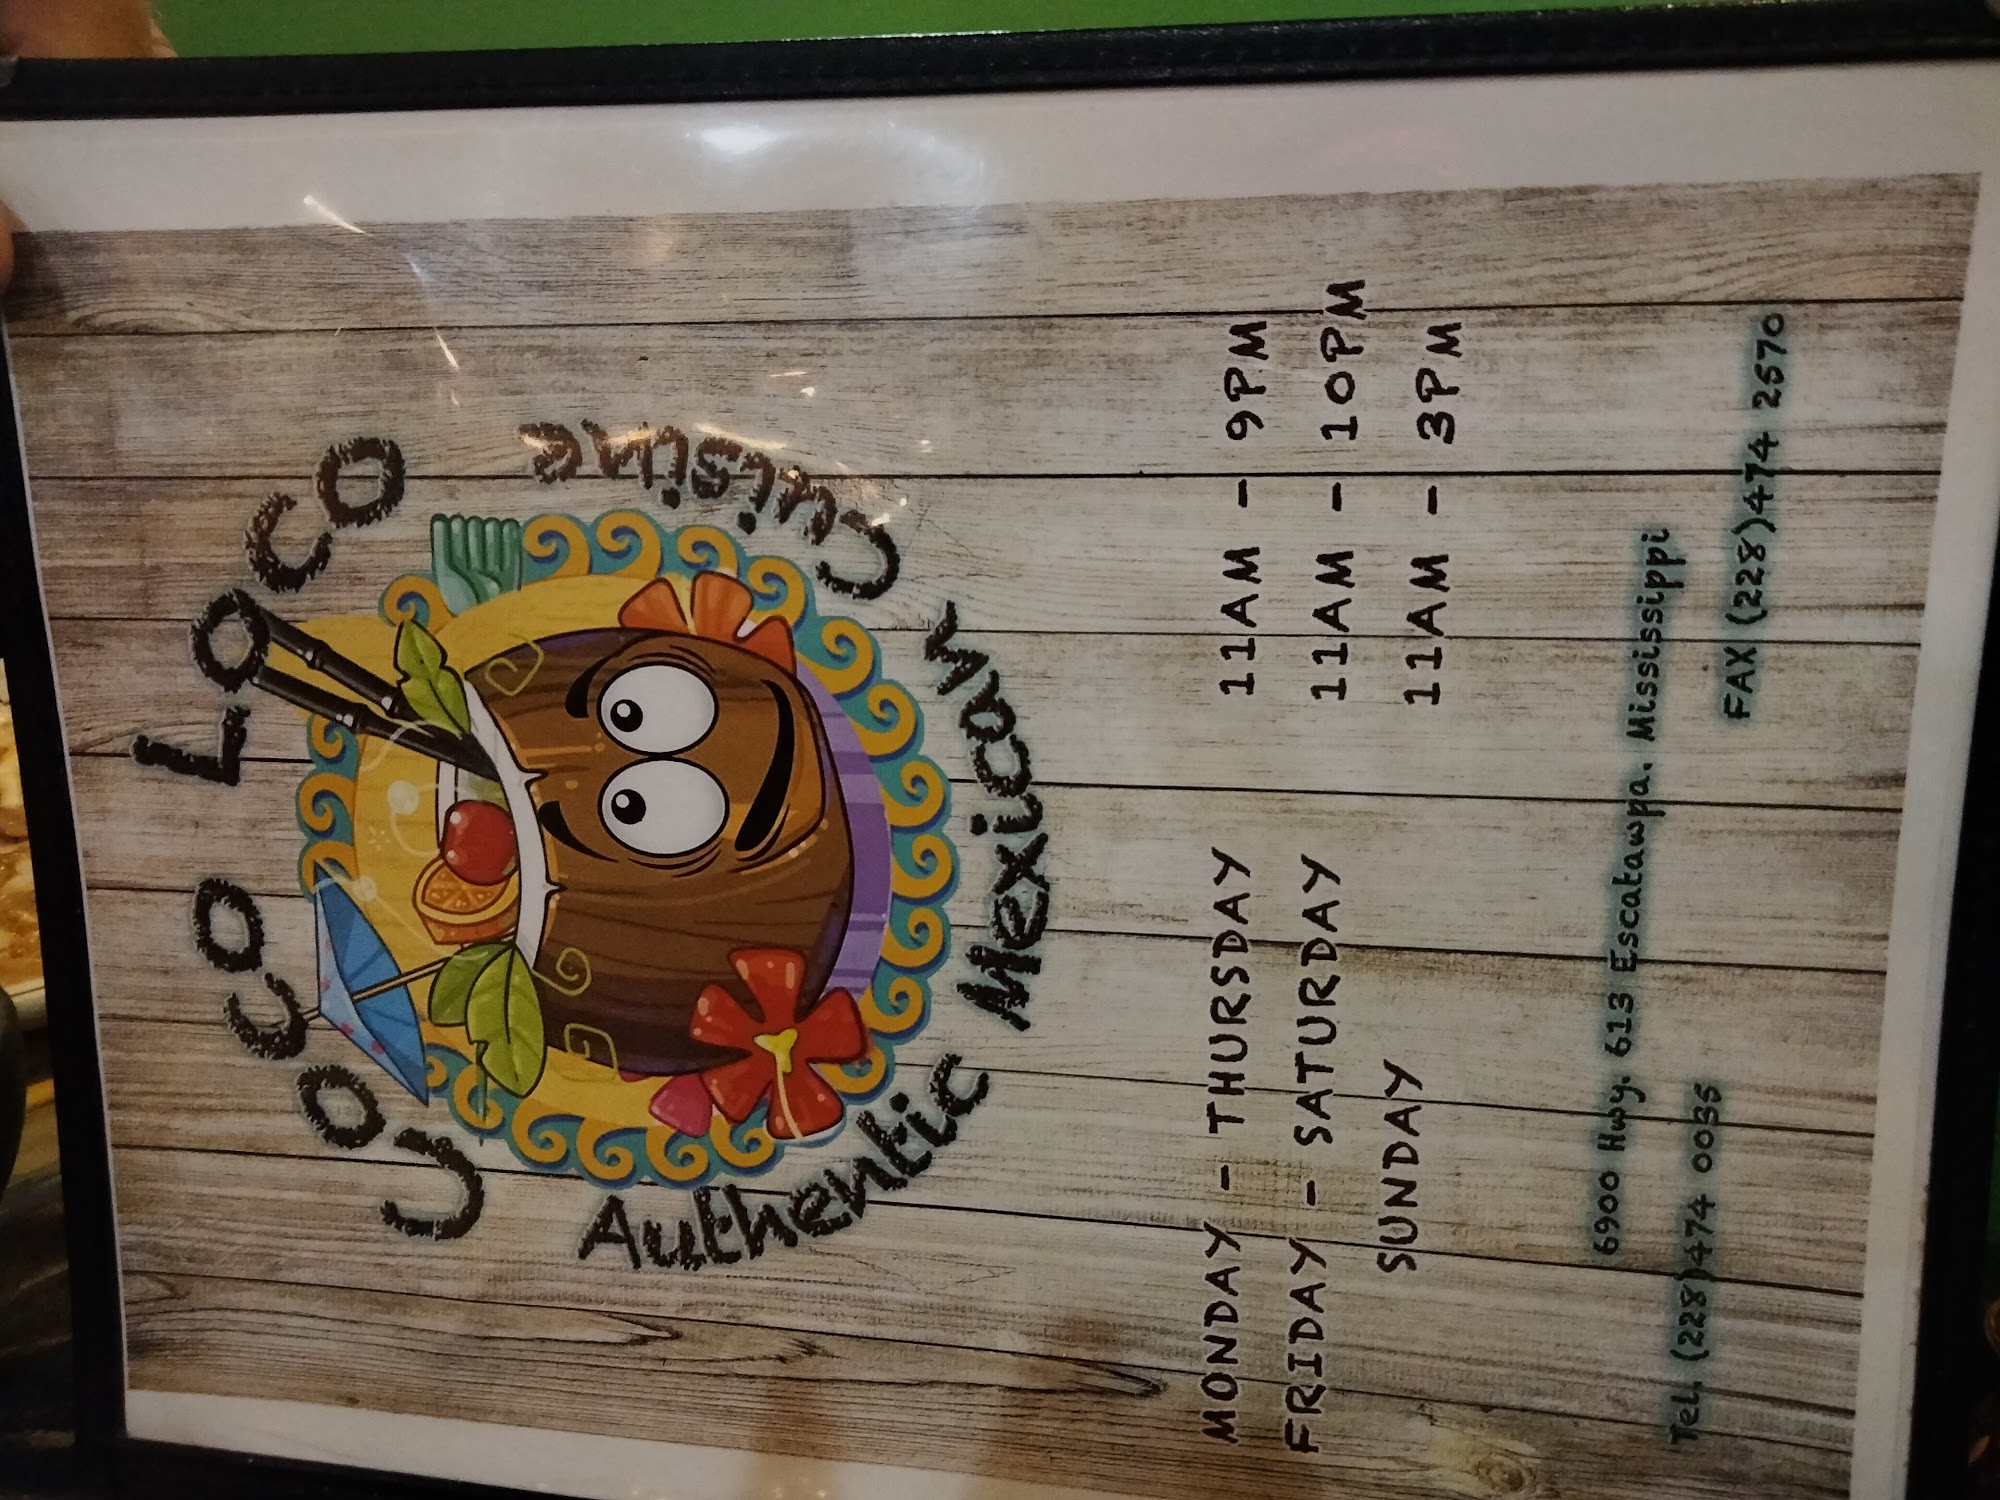 Coco Loco
Authentic Mexican Cuisine
MONDAY - THURSDAY 11AM - 9PM
FRIDAY - SATURDAY 11AM - 10PM
SUNDAY 11AM - 3PM
6900 Hwy. 613 Escatawpa. Mississippi
Tel. (228)474 0035 FAX (228)474 2570